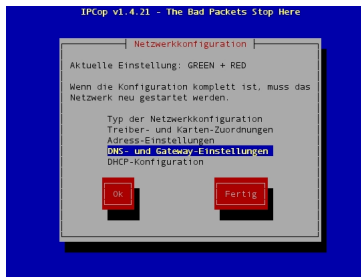 IPCop v1.4.21 - The Bad Packets Stop Here
Netzwerkkonfiguration
Aktuelle Einstellung: GREEN + RED
Wenn die Konfiguration komplett ist, muss das
Netzwerk neu gestartet werden.
Typ der Netzwerkkonfiguration
Treiber- und Karten-Zuordnungen
Adress-Einstellungen
DNS- und Gateway-Einstellungen
DHCP-Konfiguration
Ok Fertig